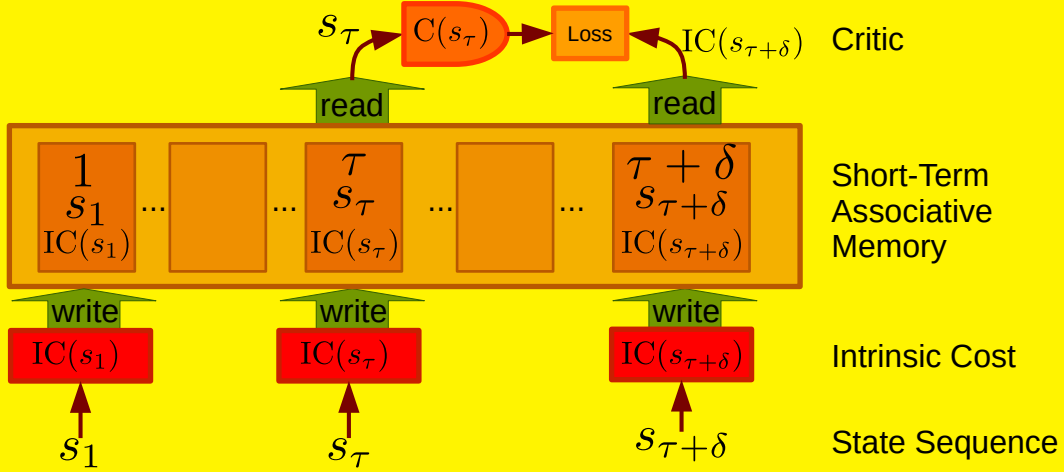 s_τ C(s_τ) Loss IC(s_{τ+δ}) Critic
read read
1 τ τ + δ
s_1 ... ... s_τ ... ... s_{τ+δ}
IC(s_1) IC(s_τ) IC(s_{τ+δ})
Short-Term
Associative
Memory
write write write
IC(s_1) IC(s_τ) IC(s_{τ+δ}) Intrinsic Cost
s_1 s_τ s_{τ+δ} State Sequence